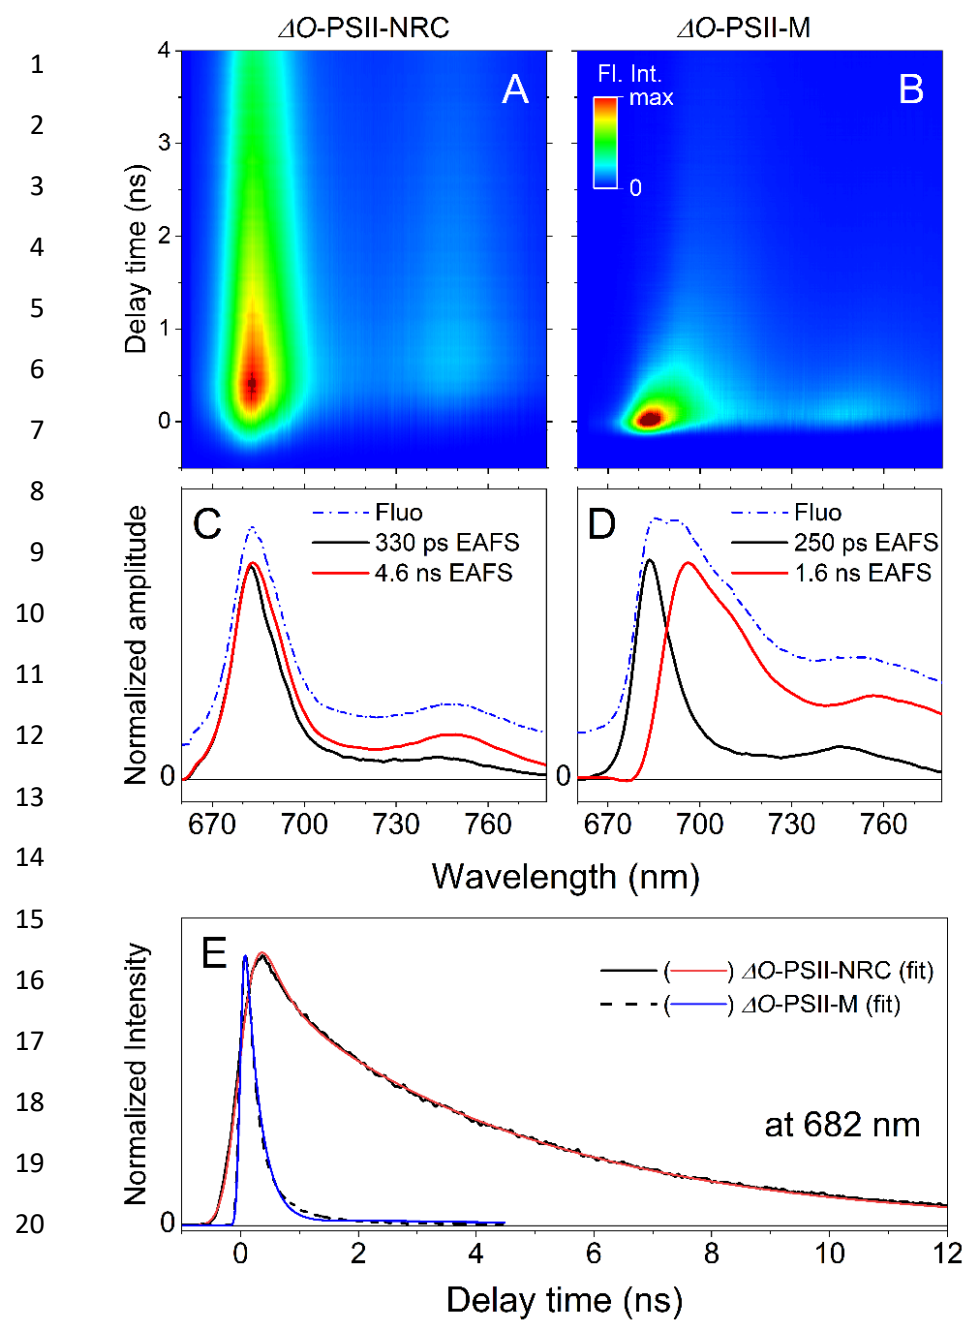 ΔO-PSII-NRC
ΔO-PSII-M
1
2
3
4
5
6
7
8
9
10
11
12
13
14
15
16
17
18
19
20
4
3
2
1
0
Delay time (ns)
A
Fl. Int.
max
0
B
C
Fluo
330 ps EAFS
4.6 ns EAFS
D
Fluo
250 ps EAFS
1.6 ns EAFS
Normalized amplitude
0
0
670 700 730 760
670 700 730 760
Wavelength (nm)
E
( ) ΔO-PSII-NRC (fit)
( ) ΔO-PSII-M (fit)
at 682 nm
Normalized Intensity
0
0 2 4 6 8 10 12
Delay time (ns)